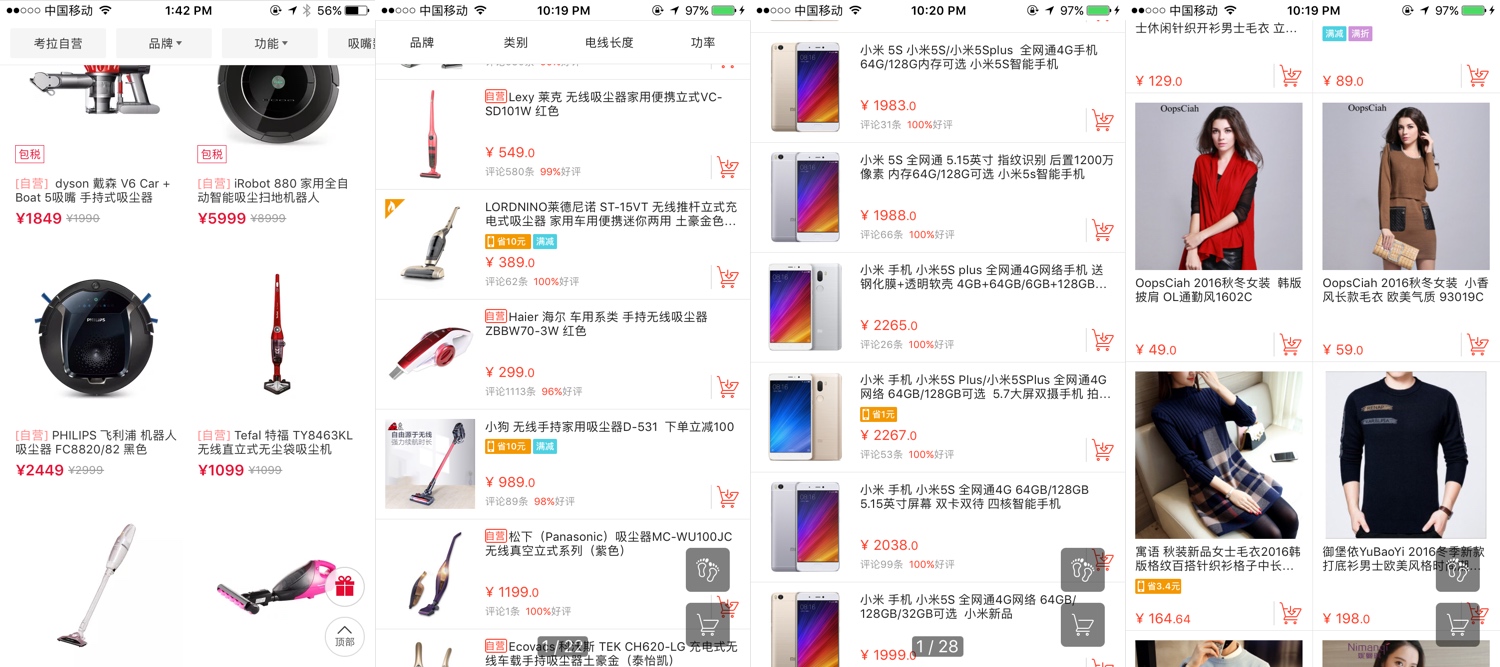 中国移动
1:42 PM
56%
考拉自营
品牌
功能
包税
包税
[自营] dyson 戴森 V6 Car +
Boat 5吸嘴 手持式吸尘器
¥1849 ¥1990
[自营] iRobot 880 家用全自
动智能吸尘扫地机器人
¥5999 ¥8999
PHILIPS
[自营] PHILIPS 飞利浦 机器人
吸尘器 FC8820/82 黑色
¥2449 ¥2999
[自营] Tefal 特福 TY8463KL
无线直立式无尘袋吸尘机
¥1099 ¥1099
顶部
中国移动
10:19 PM
97%
品牌
类别
电线长度
功率
自营Lexy 莱克 无线吸尘器家用便携立式VC-
SD101W 红色
¥ 549.0
评论580条 99%好评
LORDNINO莱德尼诺 ST-15VT 无线推杆立式充
电式吸尘器 家用车用便携迷你两用 土豪金色...
省10元 满减
¥ 389.0
评论62条 100%好评
自营Haier 海尔 车用系类 手持无线吸尘器
ZBBW70-3W 红色
¥ 299.0
评论1113条 96%好评
自由源于无线
强力续航时长
小狗 无线手持家用吸尘器D-531 下单立减100
省10元 满减
¥ 989.0
评论89条 98%好评
自营松下（Panasonic）吸尘器MC-WU100JC
无线真空立式系列（紫色）
¥ 1199.0
评论1条 100%好评
自营Ecovacs 斯 TEK CH620-LG 充电式无
线车载手持吸尘器土豪金（泰怡凯）
1/22
中国移动
10:20 PM
97%
小米 5S 小米5S/小米5Splus 全网通4G手机
64G/128G内存可选 小米5S智能手机
¥ 1983.0
评论31条 100%好评
小米 5S 全网通 5.15英寸 指纹识别 后置1200万
像素 内存64G/128G可选 小米5s智能手机
¥ 1988.0
评论66条 100%好评
小米 手机 小米5S plus 全网通4G网络手机 送
钢化膜+透明软壳 4GB+64GB/6GB+128GB...
¥ 2265.0
评论26条 100%好评
小米 手机 小米5S Plus/小米5SPlus 全网通4G
网络 64GB/128GB可选 5.7大屏双摄手机 拍...
省1元
¥ 2267.0
评论53条 100%好评
小米 手机 小米5S 全网通4G 64GB/128GB
5.15英寸屏幕 双卡双待 四核智能手机
¥ 2038.0
评论99条 100%好评
小米 手机 小米5S 全网通4G网络 64GB/
128GB/32GB可选 小米新品
¥ 1999.0
1 / 28
中国移动
10:19 PM
97%
士休闲针织开衫男士毛衣 立...
¥ 129.0
满减 满折
¥ 89.0
OopsCiah
OopsCiah 2016秋冬女装 韩版
披肩 OL通勤风1602C
¥ 49.0
OopsCiah
OopsCiah 2016秋冬女装 小香
风长款毛衣 欧美气质 93019C
¥ 59.0
寓语 秋装新品女士毛衣2016韩
版格纹百搭针织衫格子中长...
省3.4元
¥ 164.64
御堡依YuBaoYi 2016冬季新款
打底衫男士欧美风格时
¥ 198.0